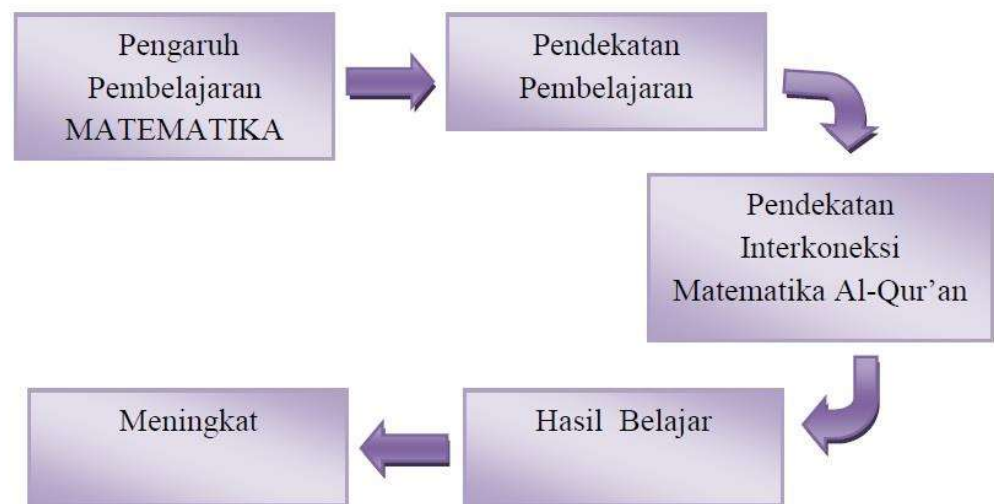 Pengaruh
Pembelajaran
MATEMATIKA
Pendekatan
Pembelajaran
Pendekatan
Interkoneksi
Matematika Al-Qur’an
Hasil Belajar
Meningkat